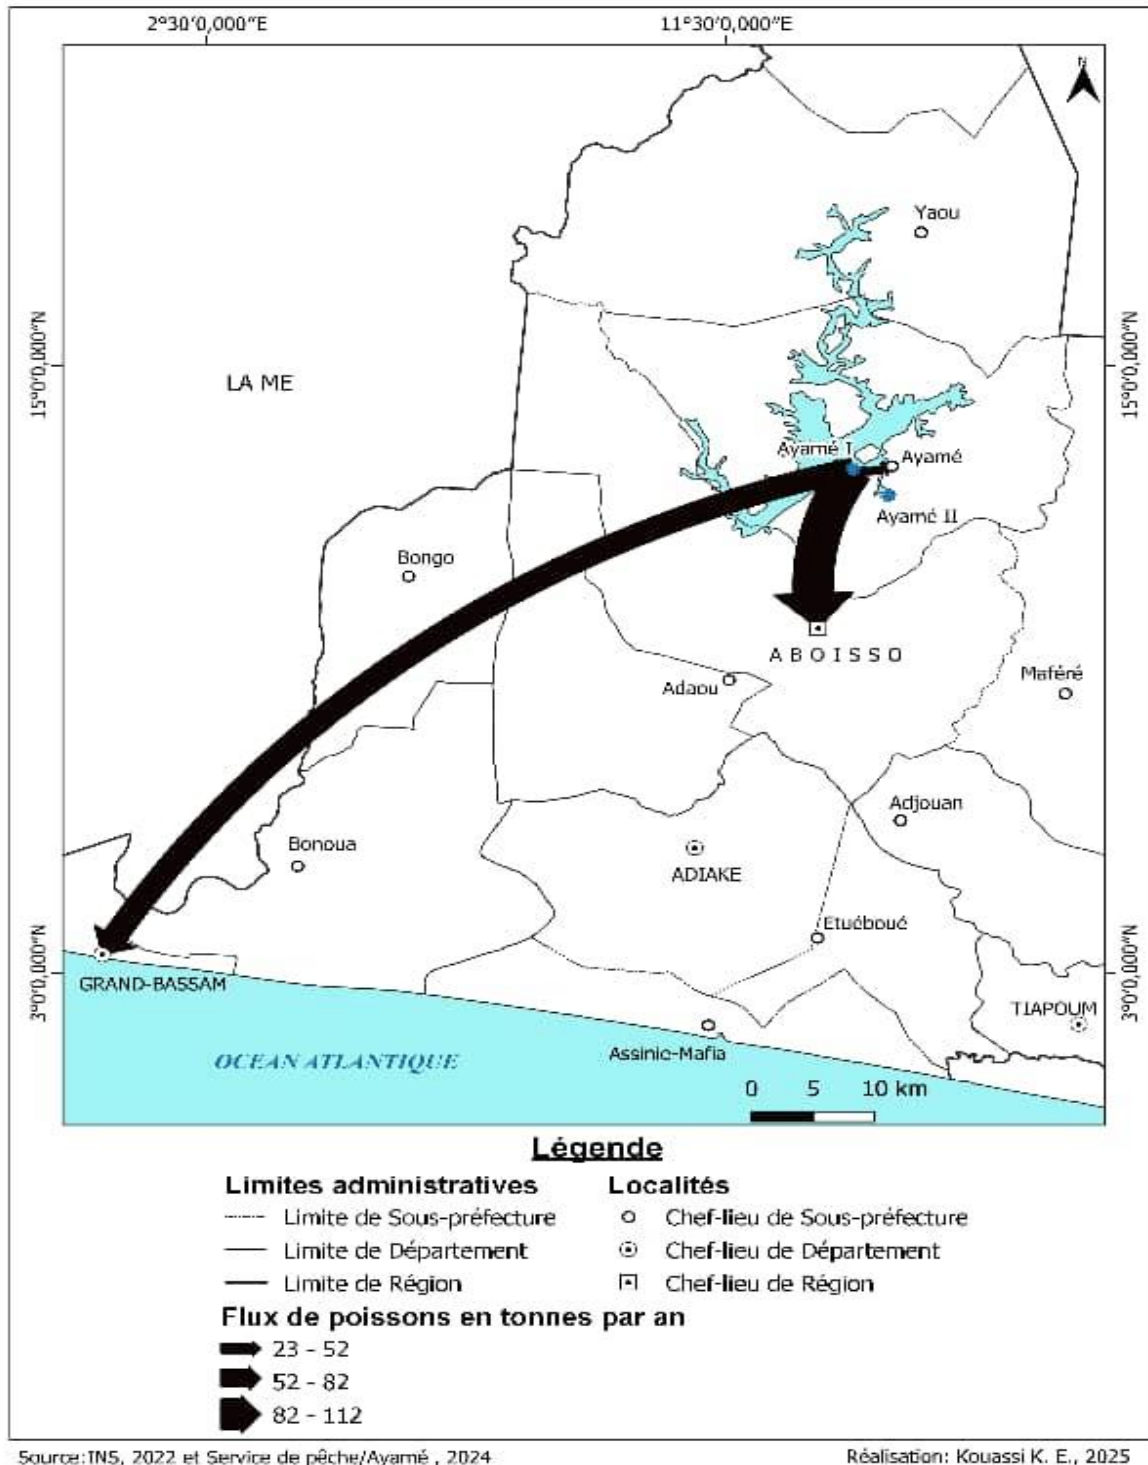 2°30'0,000"E
11°30'0,000"E
N
Yaou
15°0'0,000"N
15°0'0,000"N
LA ME
Ayamé I
Ayamé
Ayamé II
Bongo
ABOISSO
Adaou
Maféré
Adjouan
Bonoua
ADIAKE
Etuéboué
3°0'0,000"N
3°0'0,000"N
GRAND-BASSAM
TIAPOUM
Assinie-Mafia
OCEAN ATLANTIQUE
0 5 10 km
Légende
Limites administratives
Limite de Sous-préfecture
Limite de Département
Limite de Région
Localités
Chef-lieu de Sous-préfecture
Chef-lieu de Département
Chef-lieu de Région
Flux de poissons en tonnes par an
23 - 52
52 - 82
82 - 112
Source:INS, 2022 et Service de pêche/Ayamé , 2024
Réalisation: Kouassi K. E., 2025